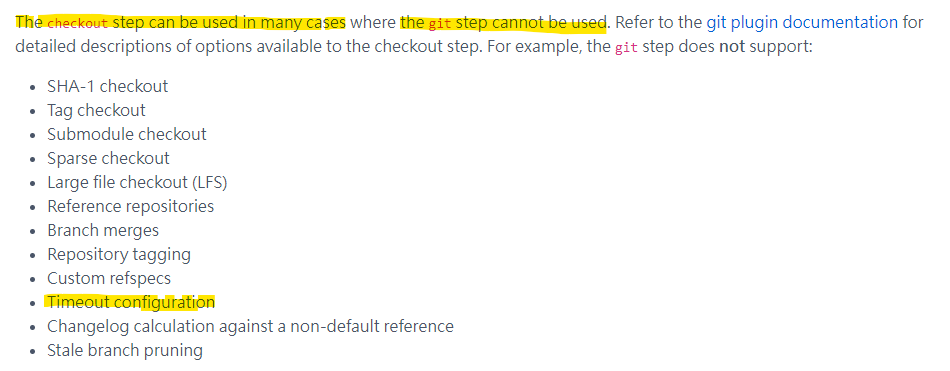 The checkout step can be used in many cases where the git step cannot be used. Refer to the git plugin documentation for
detailed descriptions of options available to the checkout step. For example, the git step does not support:
SHA-1 checkout
Tag checkout
Submodule checkout
Sparse checkout
Large file checkout (LFS)
Reference repositories
Branch merges
Repository tagging
Custom refspecs
Timeout configuration
Changelog calculation against a non-default reference
Stale branch pruning